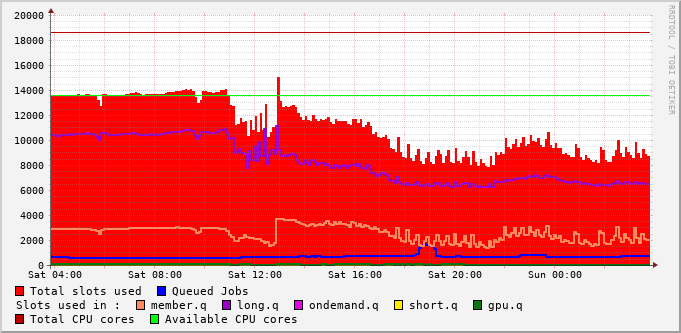 20000
18000
16000
14000
12000
10000
8000
6000
4000
2000
0
Sat 04:00 Sat 08:00 Sat 12:00 Sat 16:00 Sat 20:00 Sun 00:00
RRDTOOL / TOBI OETIKER
Total slots used Queued Jobs
Slots used in : member.q long.q ondemand.q short.q gpu.q
Total CPU cores Available CPU cores